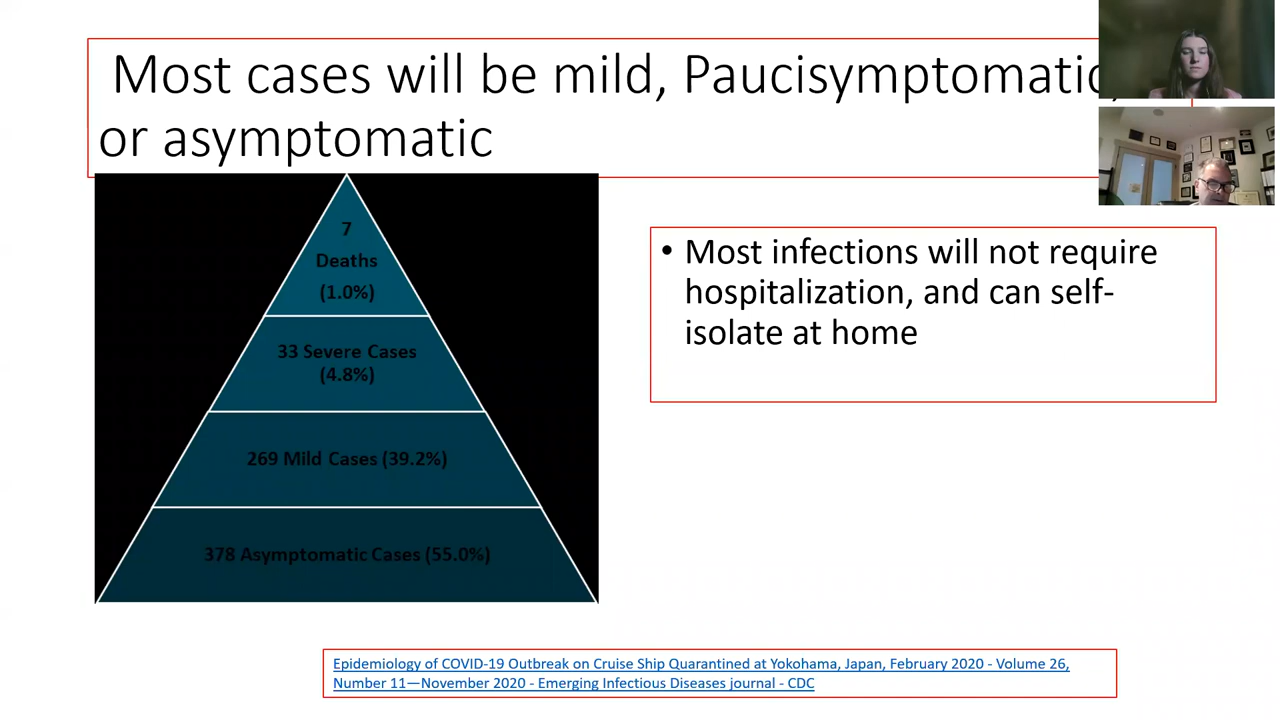 Most cases will be mild, Paucisymptomatic,
or asymptomatic
7
Deaths
(1.0%)
33 Severe Cases
(4.8%)
269 Mild Cases (39.2%)
378 Asymptomatic Cases (55.0%)
• Most infections will not require
hospitalization, and can self-
isolate at home
Epidemiology of COVID-19 Outbreak on Cruise Ship Quarantined at Yokohama, Japan, February 2020 - Volume 26,
Number 11—November 2020 - Emerging Infectious Diseases journal - CDC